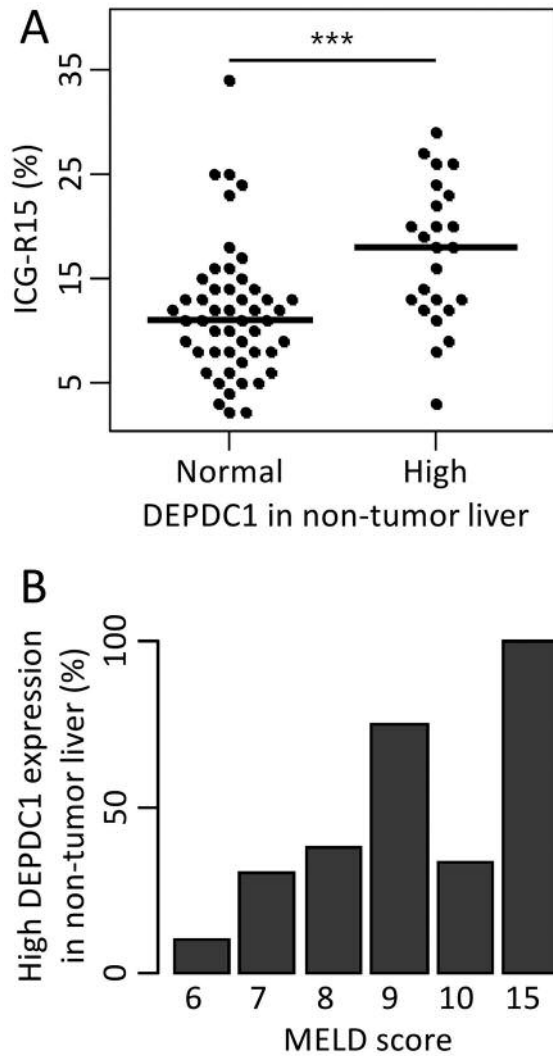 A
***
ICG-R15 (%)
35
25
15
5
Normal High
DEPDC1 in non-tumor liver
B
High DEPDC1 expression
in non-tumor liver (%)
100
50
0
6 7 8 9 10 15
MELD score